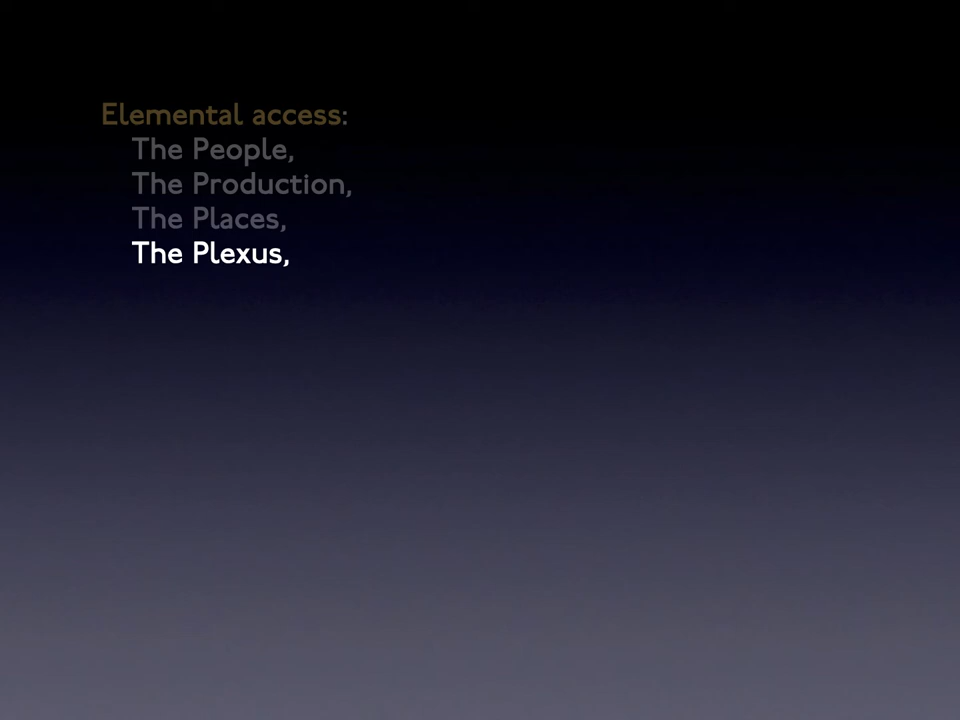 Elemental access:
The People,
The Production,
The Places,
The Plexus,